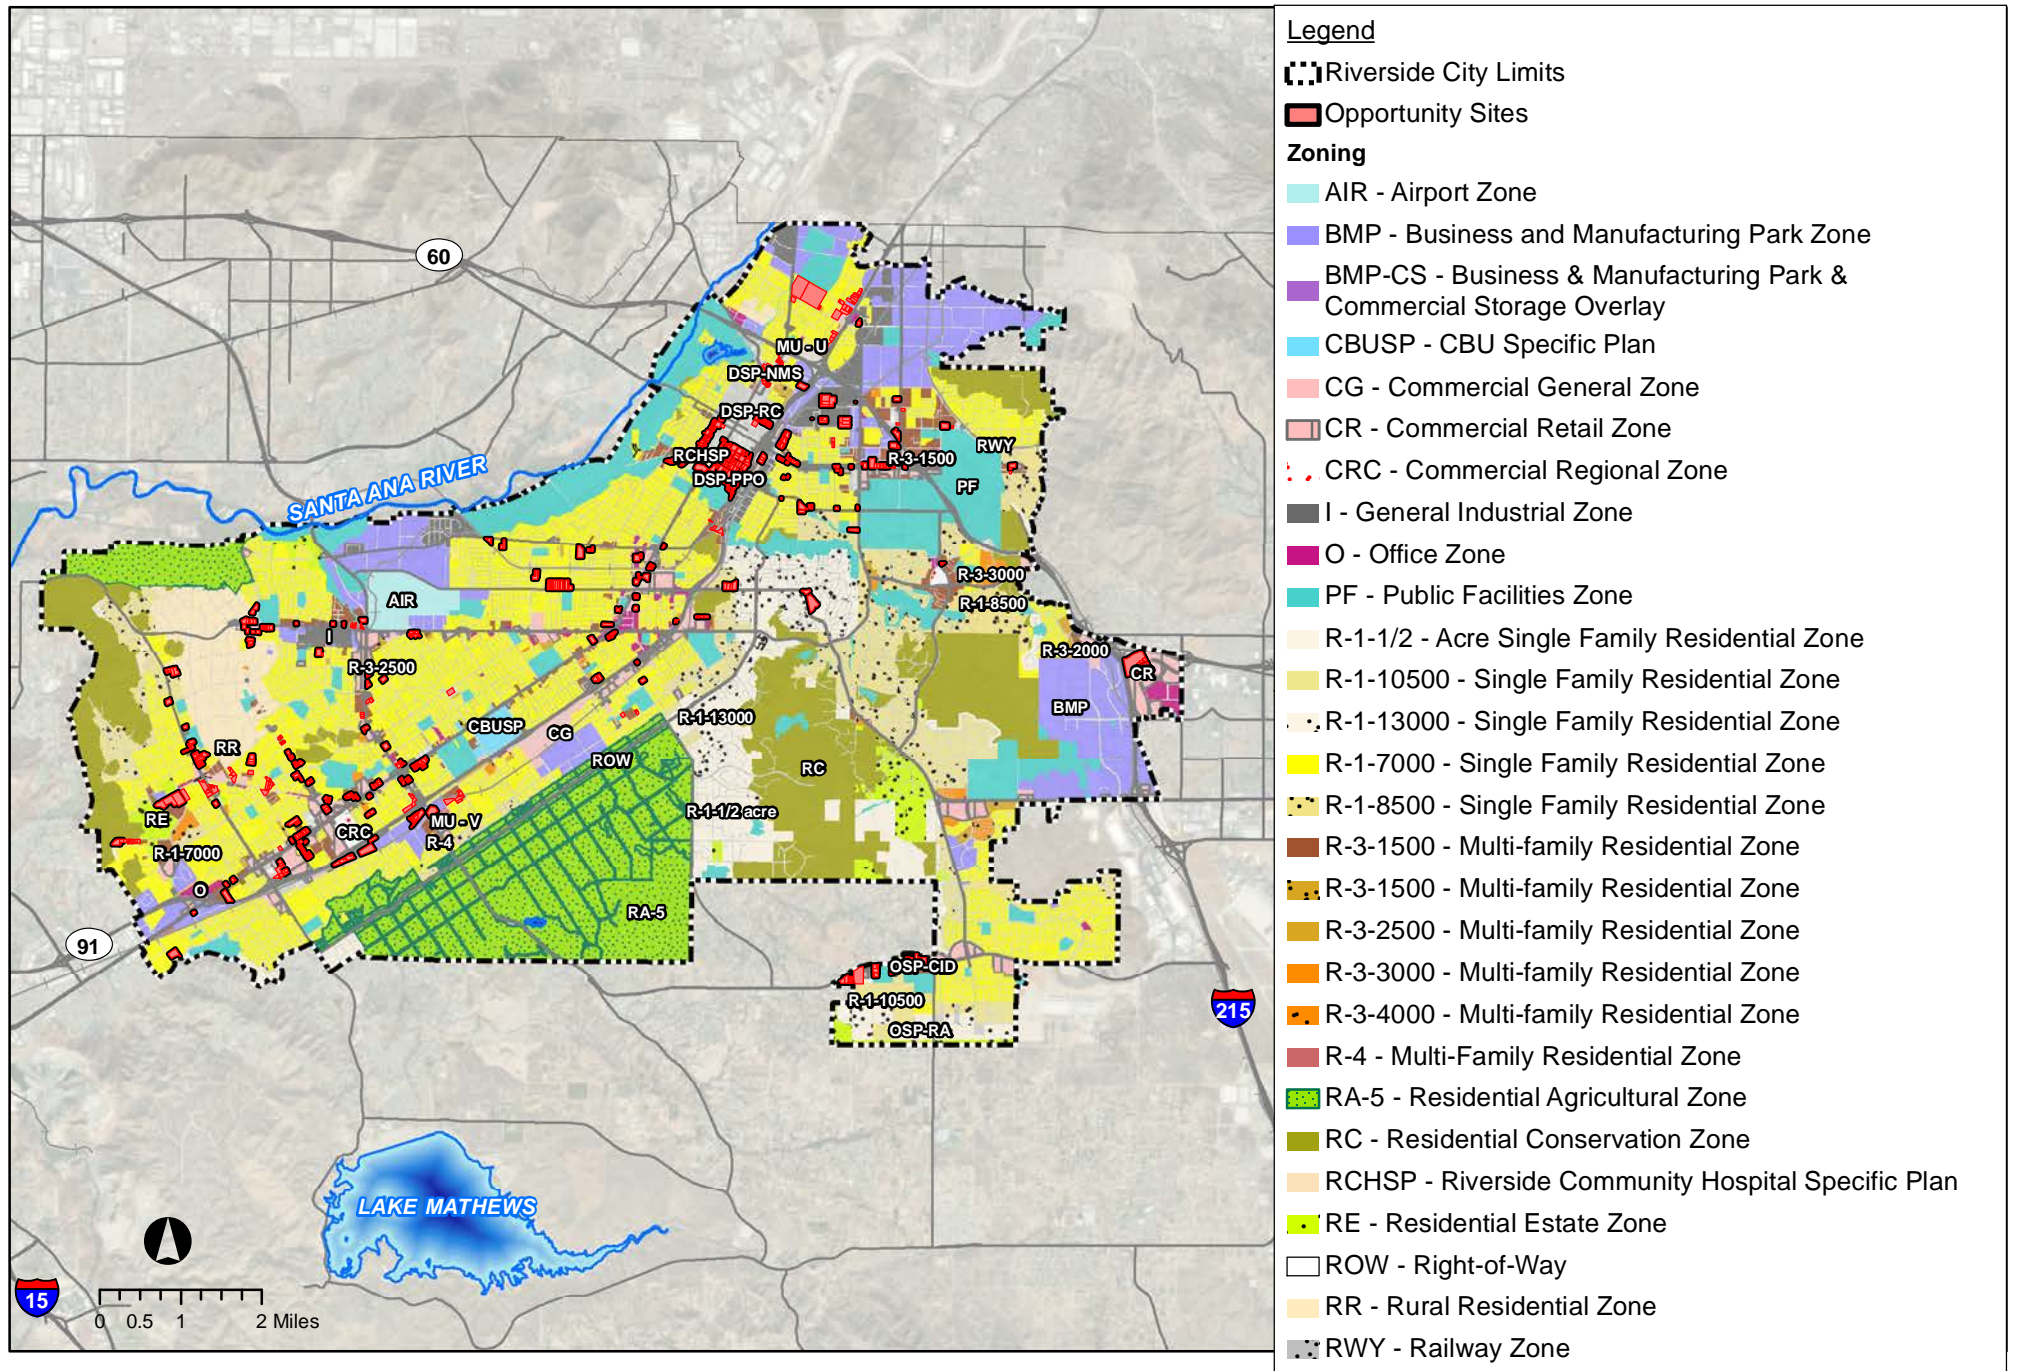 60
SANTA ANA RIVER
MU - U
DSP-NMS
DSP-RC
RCHSP
DSP-PPO
R-3-1500
RWY
PF
AIR
I
R-3-2500
R-3-3000
R-1-8500
R-3-2000
CR
BMP
CBUSP
CG
R-1-13000
ROW
RR
RC
RE
R-1-1/2 acre
MU - V
CRC
R-4
R-1-7000
O
RA-5
91
OSP-CID
R-1-10500
OSP-RA
215
LAKE MATHEWS
15
0 0.5 1 2 Miles
Legend
Riverside City Limits
Opportunity Sites
Zoning
AIR - Airport Zone
BMP - Business and Manufacturing Park Zone
BMP-CS - Business & Manufacturing Park &
Commercial Storage Overlay
CBUSP - CBU Specific Plan
CG - Commercial General Zone
CR - Commercial Retail Zone
CRC - Commercial Regional Zone
I - General Industrial Zone
O - Office Zone
PF - Public Facilities Zone
R-1-1/2 - Acre Single Family Residential Zone
R-1-10500 - Single Family Residential Zone
R-1-13000 - Single Family Residential Zone
R-1-7000 - Single Family Residential Zone
R-1-8500 - Single Family Residential Zone
R-3-1500 - Multi-family Residential Zone
R-3-1500 - Multi-family Residential Zone
R-3-2500 - Multi-family Residential Zone
R-3-3000 - Multi-family Residential Zone
R-3-4000 - Multi-family Residential Zone
R-4 - Multi-Family Residential Zone
RA-5 - Residential Agricultural Zone
RC - Residential Conservation Zone
RCHSP - Riverside Community Hospital Specific Plan
RE - Residential Estate Zone
ROW - Right-of-Way
RR - Rural Residential Zone
RWY - Railway Zone